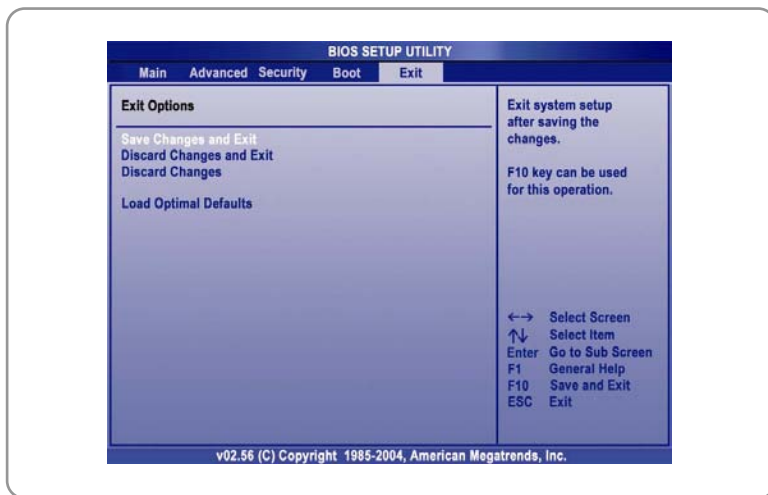 BIOS SETUP UTILITY
Main Advanced Security Boot Exit
Exit Options
Save Changes and Exit
Discard Changes and Exit
Discard Changes
Load Optimal Defaults
Exit system setup
after saving the
changes.
F10 key can be used
for this operation.
←→ Select Screen
↑↓ Select Item
Enter Go to Sub Screen
F1 General Help
F10 Save and Exit
ESC Exit
v02.56 (C) Copyright 1985-2004, American Megatrends, Inc.